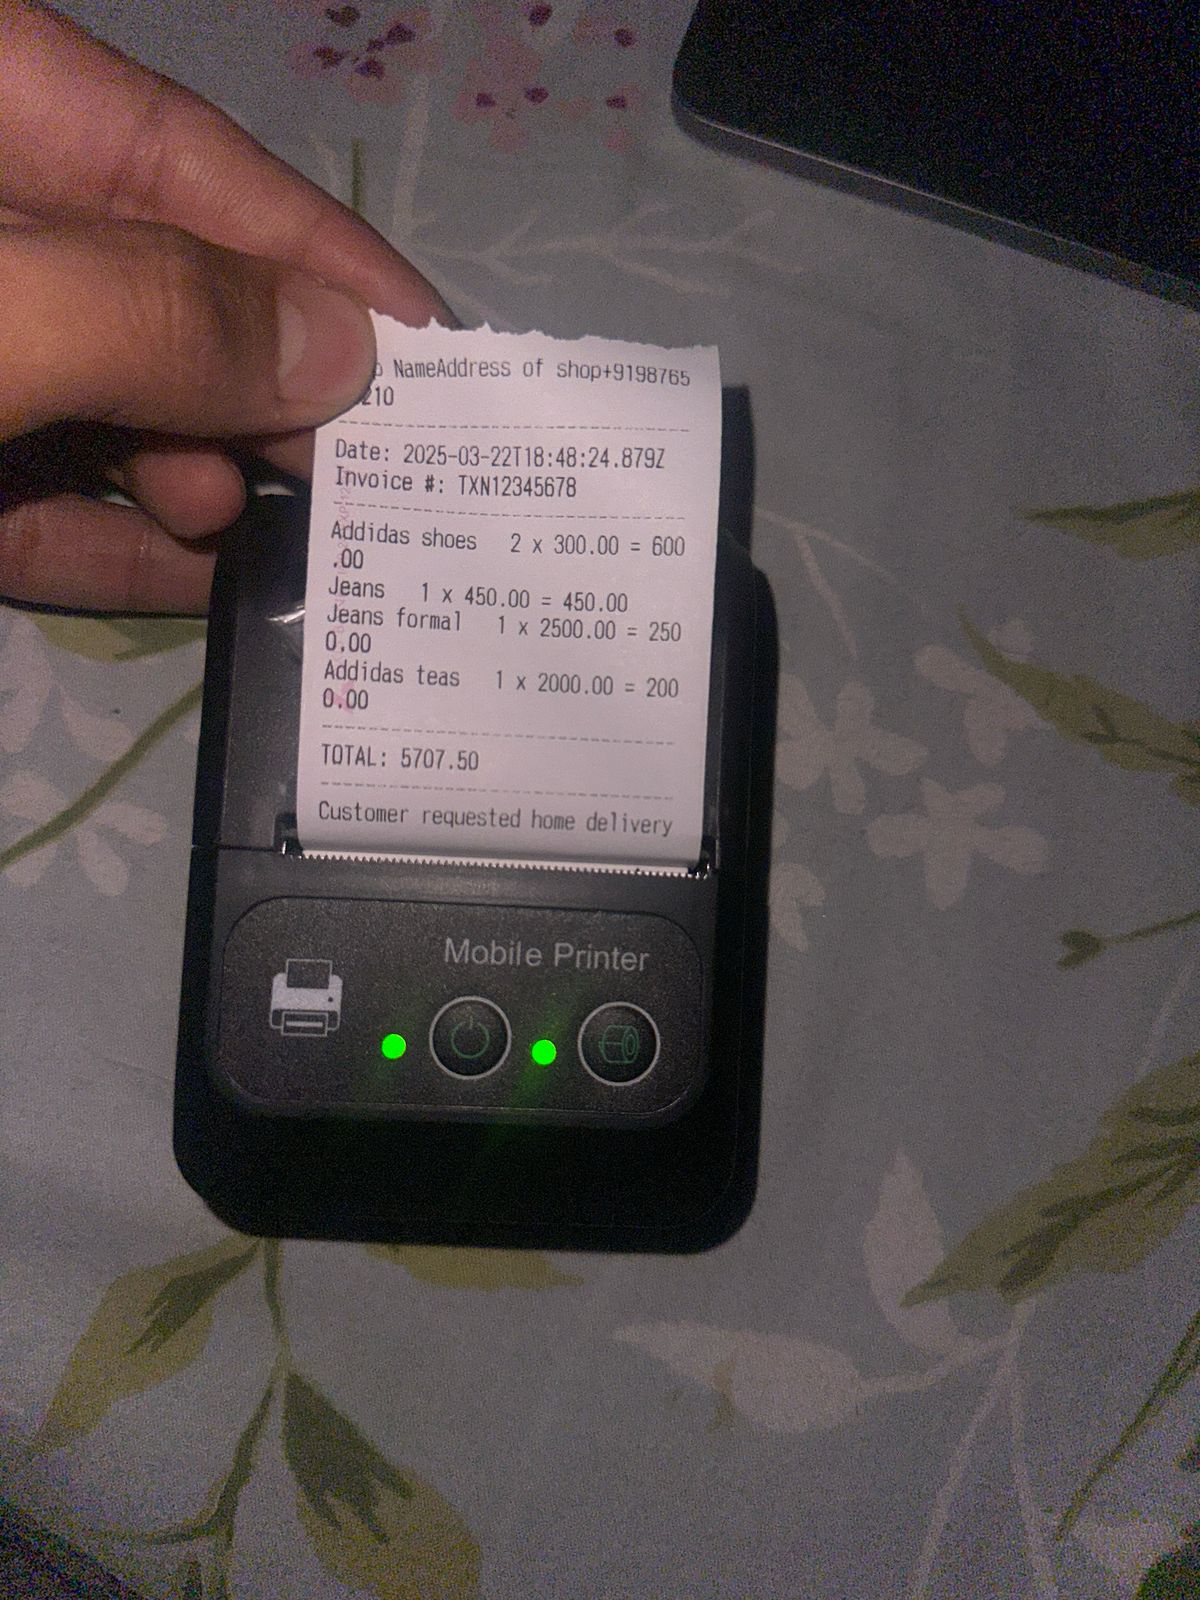 NameAddress of shop+9198765
210
Date: 2025-03-22T18:48:24.879Z
Invoice #: TXN12345678
Addidas shoes 2 x 300.00 = 600
.00
Jeans 1 x 450.00 = 450.00
Jeans formal 1 x 2500.00 = 250
0.00
Addidas teas 1 x 2000.00 = 200
0.00
TOTAL: 5707.50
Customer requested home delivery
Mobile Printer